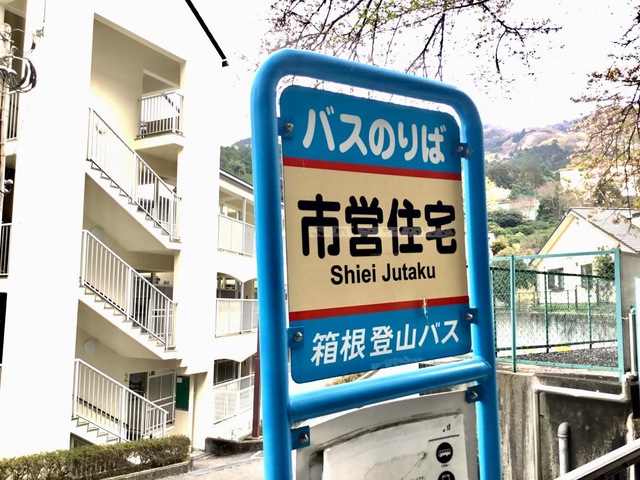 バスのりば
市営住宅
Shiei Jutaku
箱根登山バス